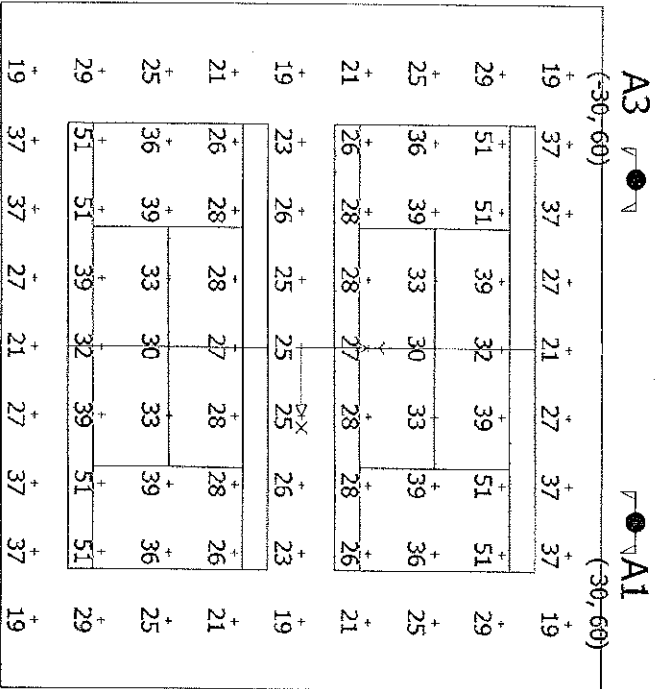 A3 A1
(-30, 60) (-30, 60)
19 37 37 27 21 27 37 37 19
29 51 51 39 32 39 51 51 29
25 36 39 33 30 33 39 36 25
Y
21 26 28 28 27 28 28 26 21
X
19 23 26 25 25 25 26 23 19
21 26 28 28 27 28 28 26 21
25 36 39 33 30 33 39 36 25
29 51 51 39 32 39 51 51 29
19 37 37 27 21 27 37 37 19